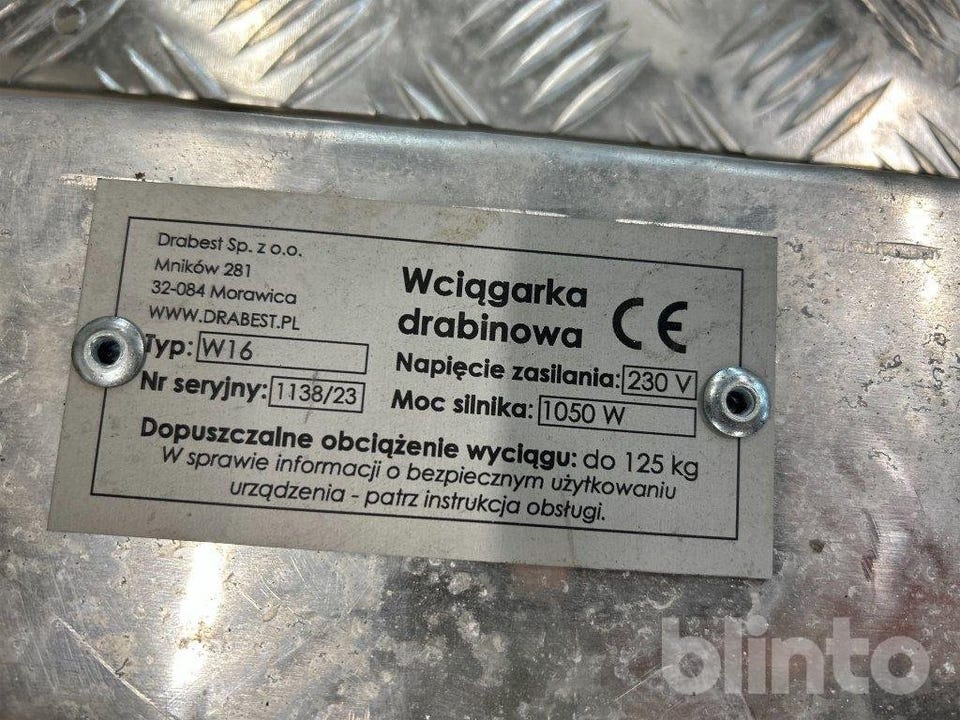 Drabest Sp. z o.o.
Mników 281
32-084 Morawica
WWW.DRABEST.PL
Typ: W16
Nr seryjny: 1138/23
Wciągarka
drabinowa
CE
Napięcie zasilania: 230 V
Moc silnika: 1050 W
Dopuszczalne obciążenie wyciągu: do 125 kg
W sprawie informacji o bezpiecznym użytkowaniu
urządzenia - patrz instrukcja obsługi.
blinto